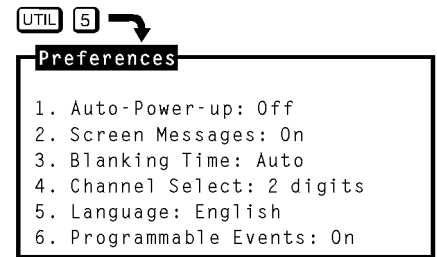 UTIL 5
Preferences
1. Auto-Power-up: Off
2. Screen Messages: On
3. Blanking Time: Auto
4. Channel Select: 2 digits
5. Language: English
6. Programmable Events: On